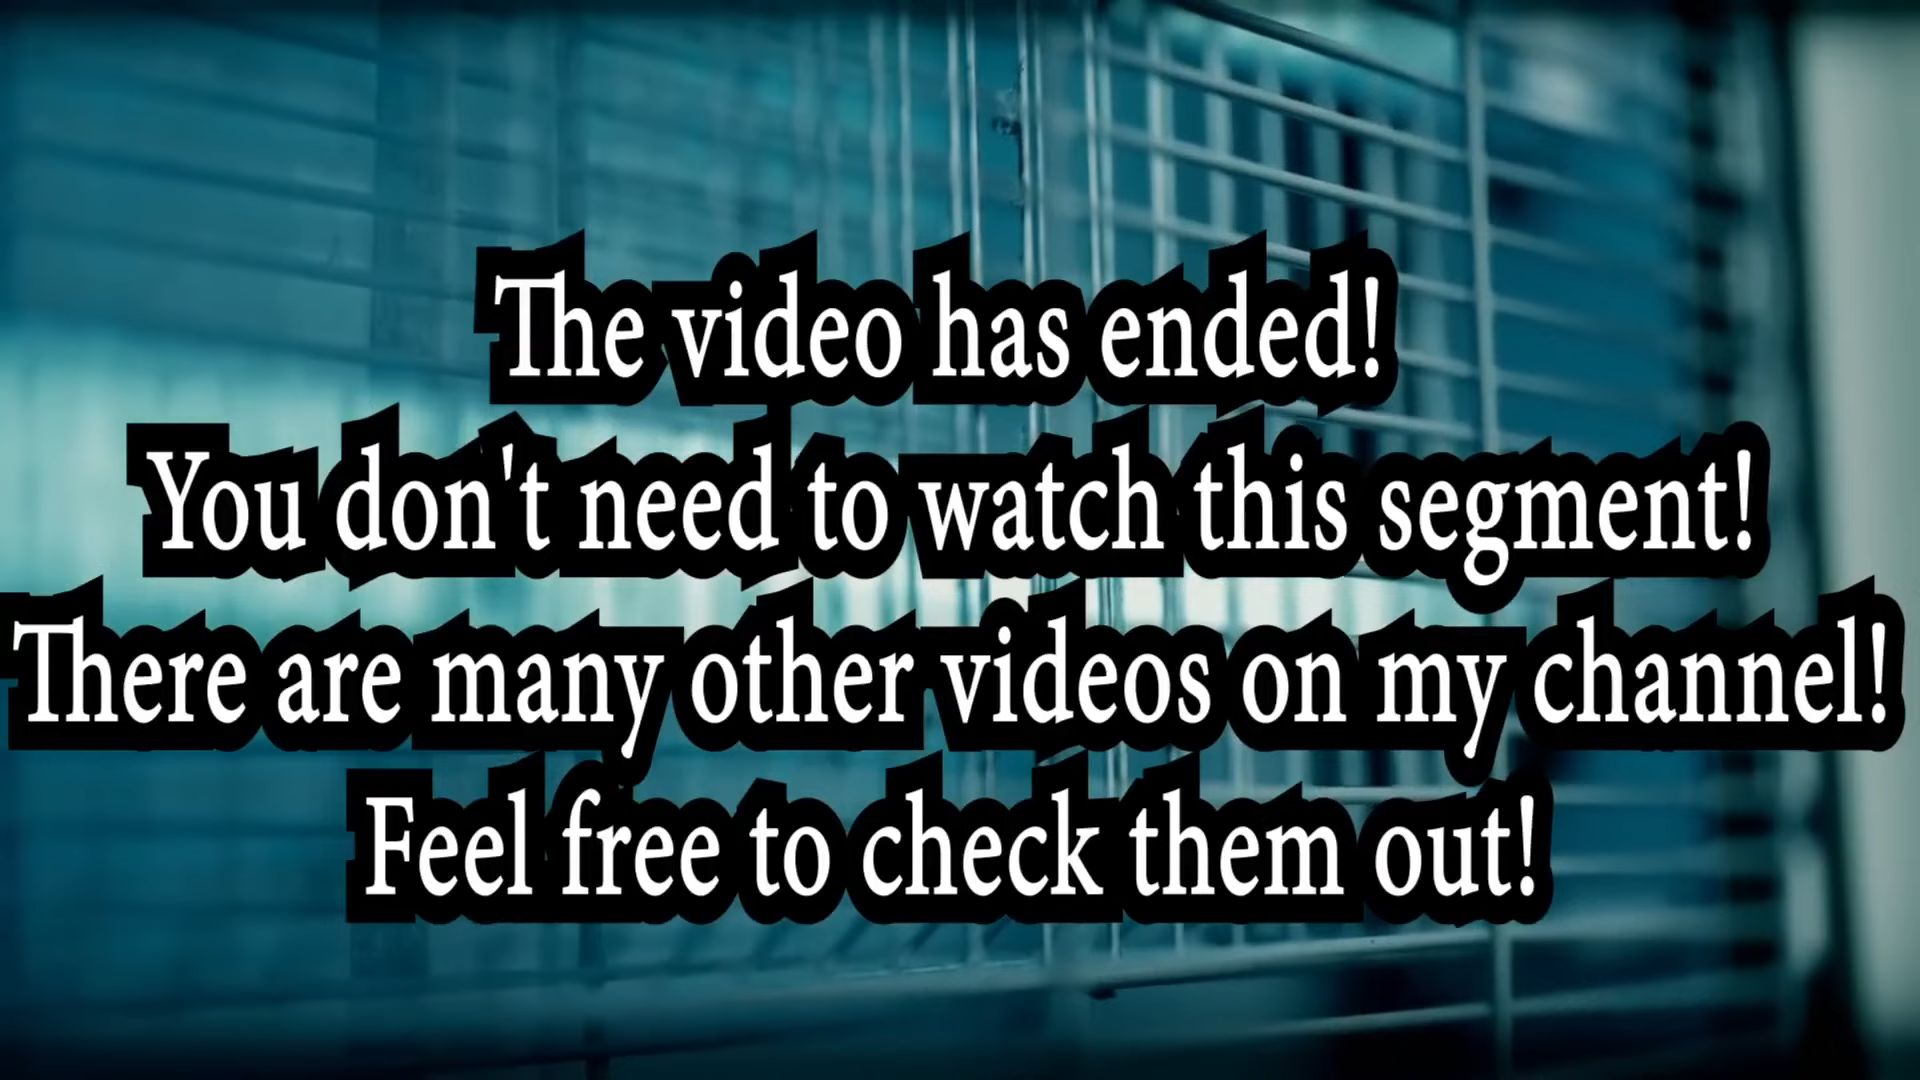 The video has ended!
You don't need to watch this segment!
There are many other videos on my channel!
Feel free to check them out!